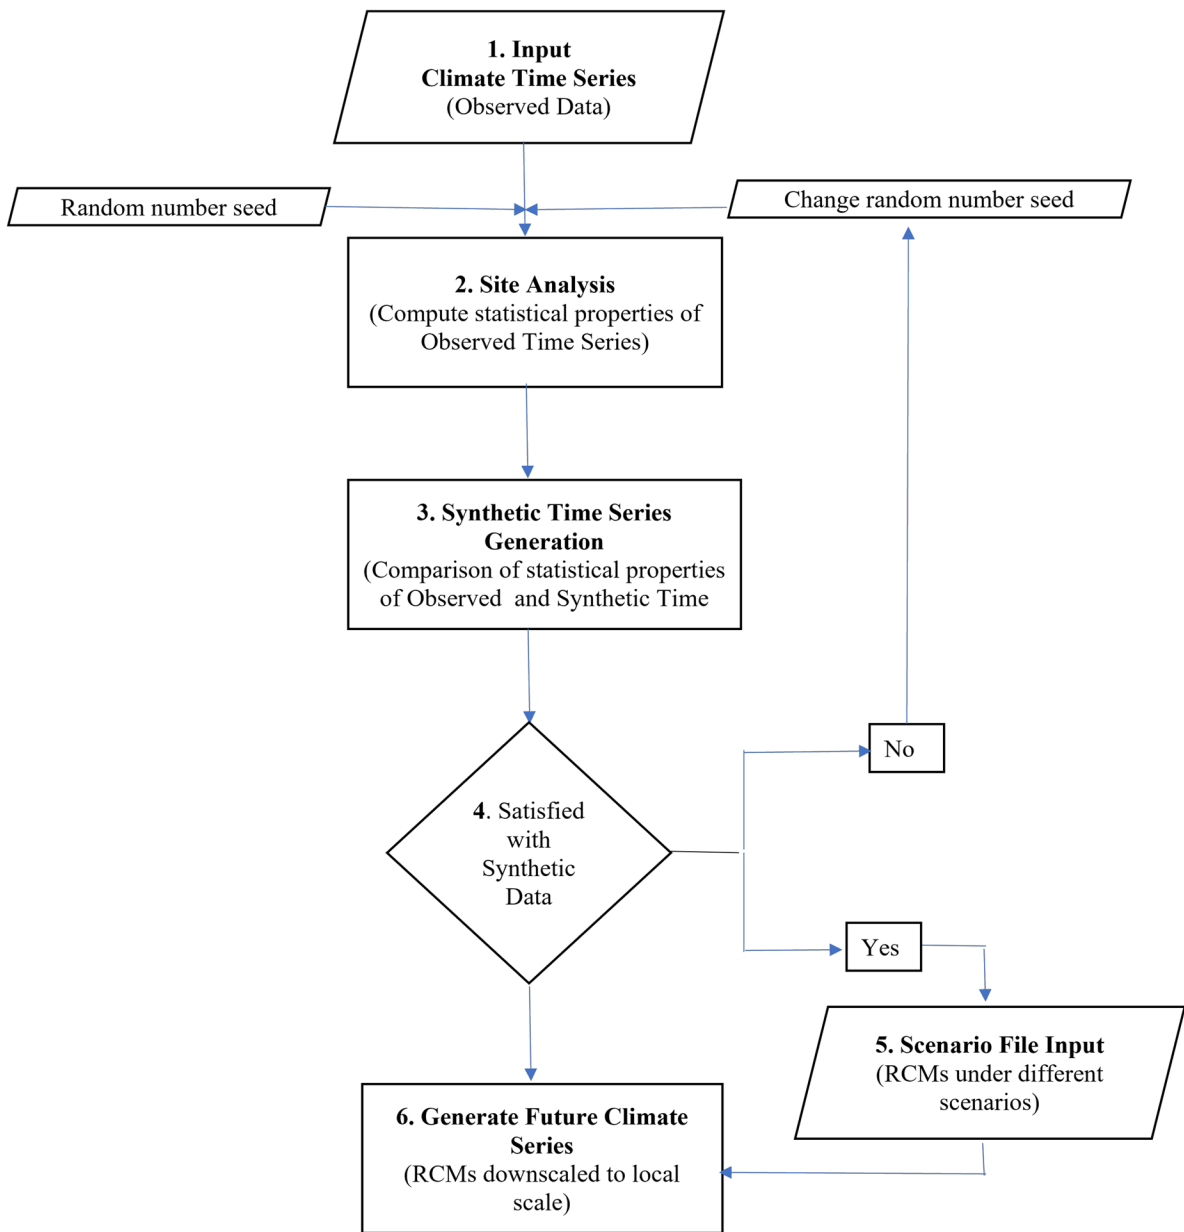 1. Input
Climate Time Series
(Observed Data)
Random number seed
Change random number seed
2. Site Analysis
(Compute statistical properties of
Observed Time Series)
3. Synthetic Time Series
Generation
(Comparison of statistical properties
of Observed and Synthetic Time
4. Satisfied
with
Synthetic
Data
No
Yes
5. Scenario File Input
(RCMs under different
scenarios)
6. Generate Future Climate
Series
(RCMs downscaled to local
scale)